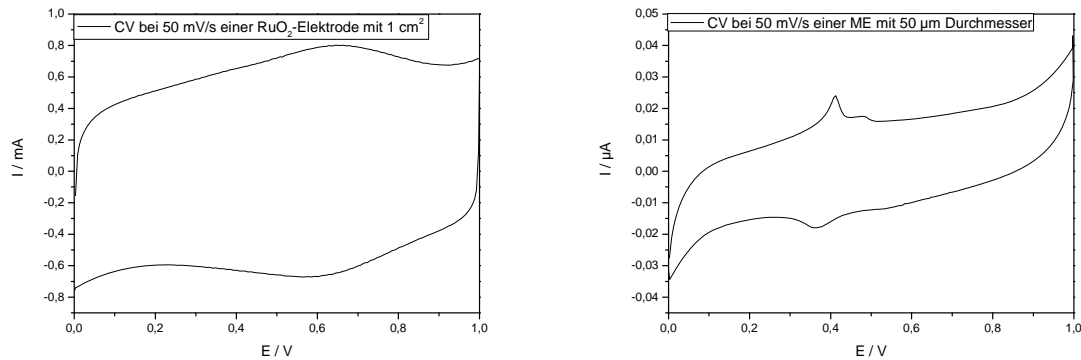 CV bei 50 mV/s einer RuO₂-Elektrode mit 1 cm²
0,8
0,6
0,4
0,2
0,0
-0,2
-0,4
-0,6
-0,8
I / mA
0,0 0,2 0,4 0,6 0,8 1,0
E / V
CV bei 50 mV/s einer ME mit 50 µm Durchmesser
0,05
0,04
0,03
0,02
0,01
0,00
-0,01
-0,02
-0,03
-0,04
I / µA
0,0 0,2 0,4 0,6 0,8 1,0
E / V